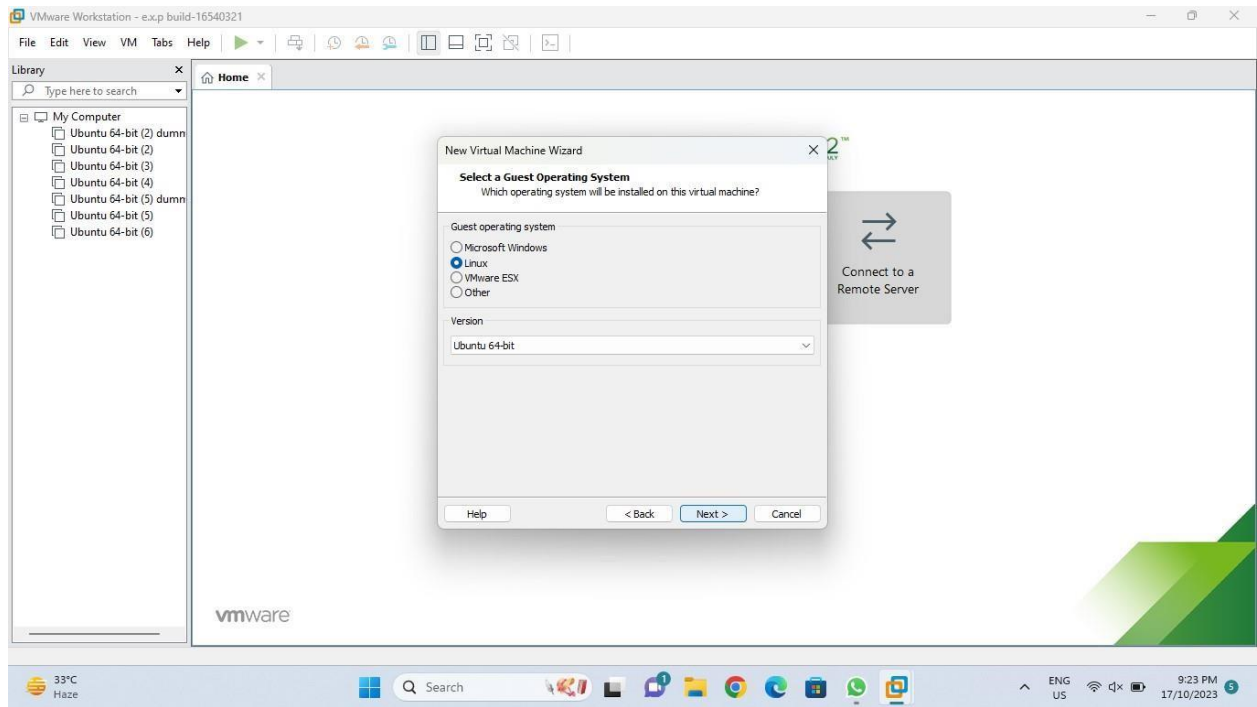 VMware Workstation - e.x.p build-16540321
File Edit View VM Tabs Help
Library
Type here to search
My Computer
Ubuntu 64-bit (2) dumm
Ubuntu 64-bit (2)
Ubuntu 64-bit (3)
Ubuntu 64-bit (4)
Ubuntu 64-bit (5) dumm
Ubuntu 64-bit (5)
Ubuntu 64-bit (6)
Home
2™
New Virtual Machine Wizard
Select a Guest Operating System
Which operating system will be installed on this virtual machine?
Guest operating system
Microsoft Windows
Linux
VMware ESX
Other
Version
Ubuntu 64-bit
Help < Back Next > Cancel
Connect to a
Remote Server
vmware
33°C
Haze
Search
1
ENG
US
9:23 PM
17/10/2023
5